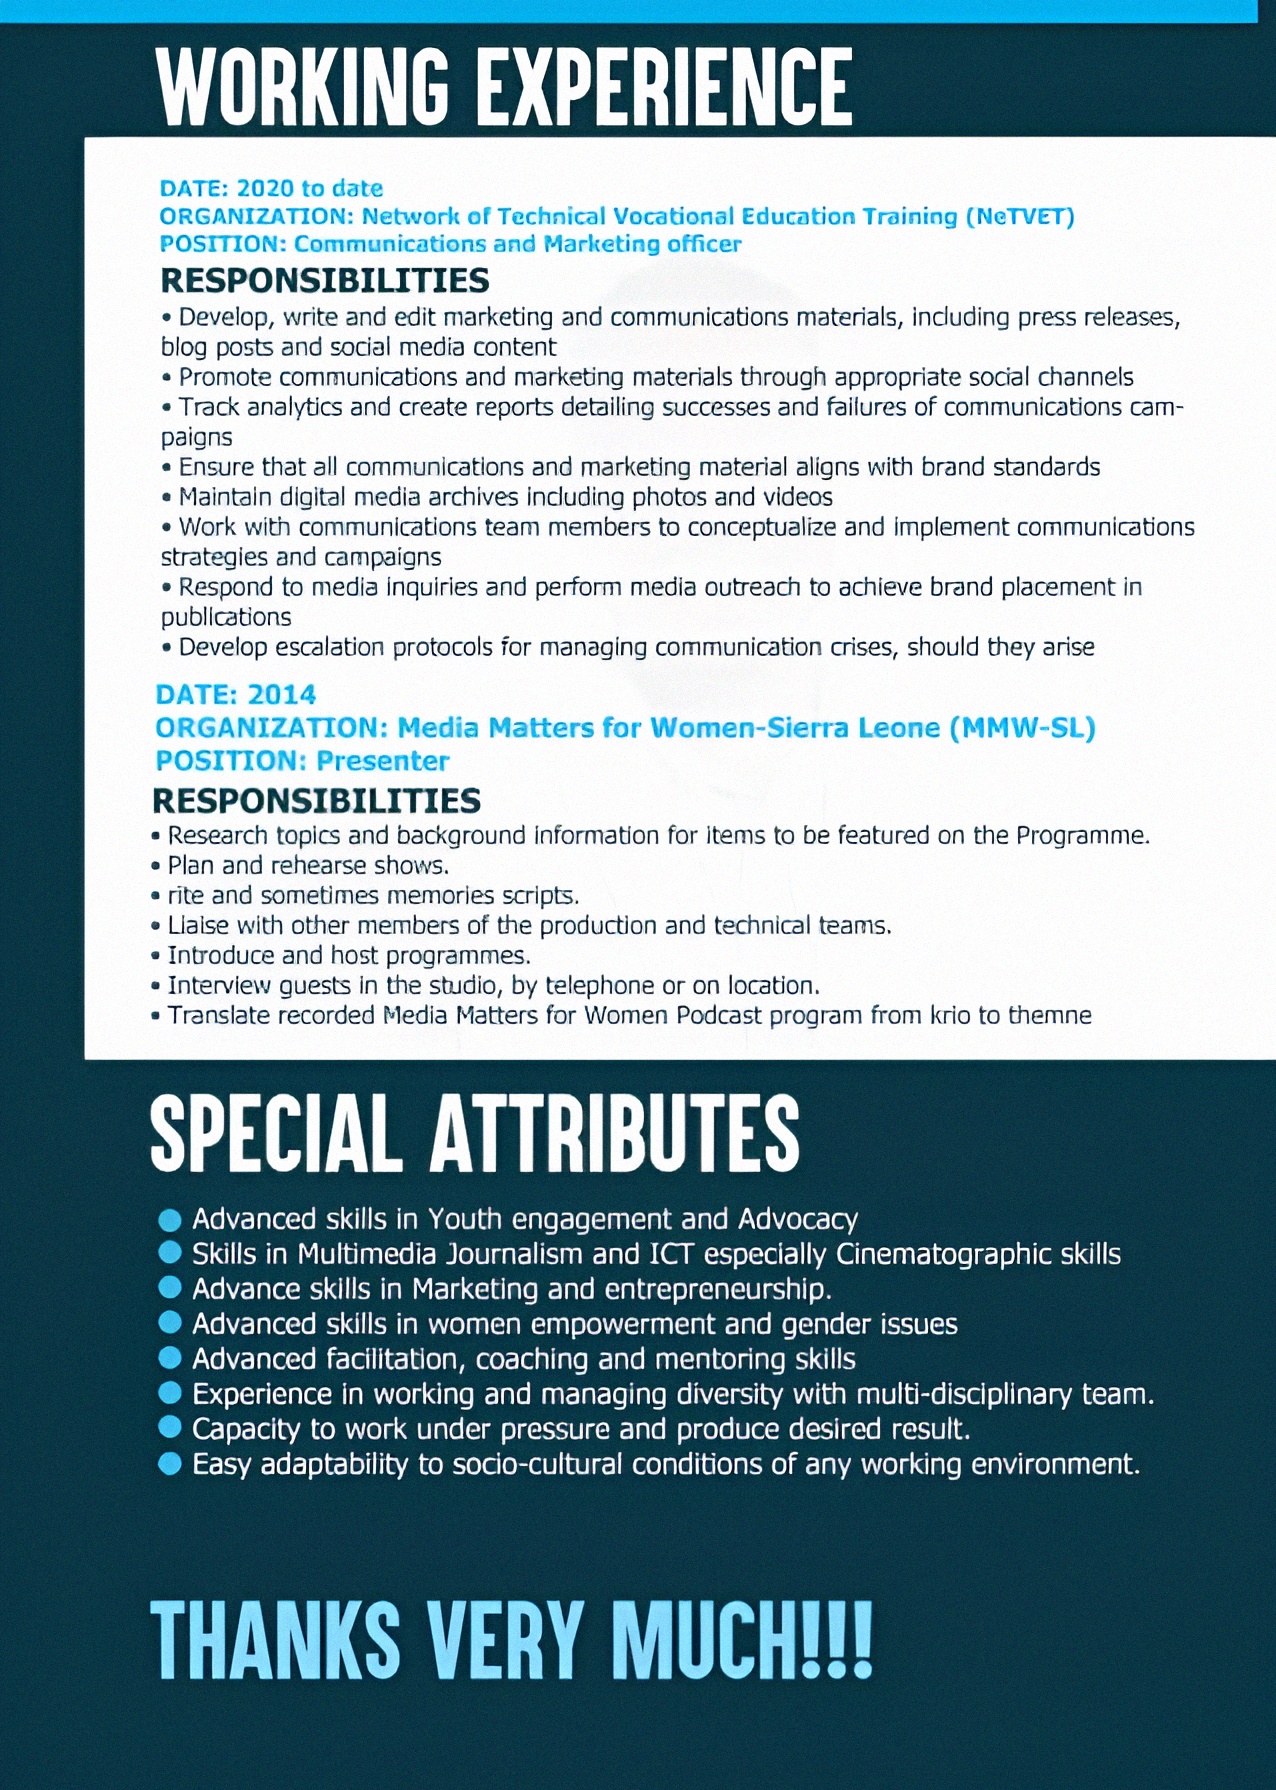 WORKING EXPERIENCE
DATE: 2020 to date
ORGANIZATION: Network of Technical Vocational Education Training (NeTVET)
POSITION: Communications and Marketing officer
RESPONSIBILITIES
• Develop, write and edit marketing and communications materials, including press releases,
blog posts and social media content
• Promote communications and marketing materials through appropriate social channels
• Track analytics and create reports detailing successes and failures of communications cam-
paigns
• Ensure that all communications and marketing material aligns with brand standards
• Maintain digital media archives including photos and videos
• Work with communications team members to conceptualize and implement communications
strategies and campaigns
• Respond to media inquiries and perform media outreach to achieve brand placement in
publications
• Develop escalation protocols for managing communication crises, should they arise
DATE: 2014
ORGANIZATION: Media Matters for Women-Sierra Leone (MMW-SL)
POSITION: Presenter
RESPONSIBILITIES
• Research topics and background information for items to be featured on the Programme.
• Plan and rehearse shows.
• rite and sometimes memories scripts.
• Liaise with other members of the production and technical teams.
• Introduce and host programmes.
• Interview guests in the studio, by telephone or on location.
• Translate recorded Media Matters for Women Podcast program from krio to themne
SPECIAL ATTRIBUTES
● Advanced skills in Youth engagement and Advocacy
● Skills in Multimedia Journalism and ICT especially Cinematographic skills
● Advance skills in Marketing and entrepreneurship.
● Advanced skills in women empowerment and gender issues
● Advanced facilitation, coaching and mentoring skills
● Experience in working and managing diversity with multi-disciplinary team.
● Capacity to work under pressure and produce desired result.
● Easy adaptability to socio-cultural conditions of any working environment.
THANKS VERY MUCH!!!